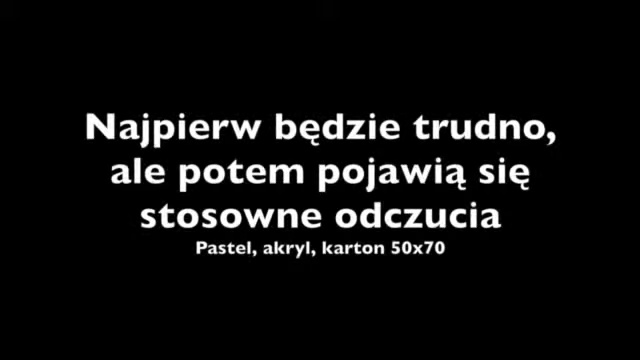 Najpierw będzie trudno,
ale potem pojawią się
stosowne odczucia
Pastel, akryl, karton 50x70